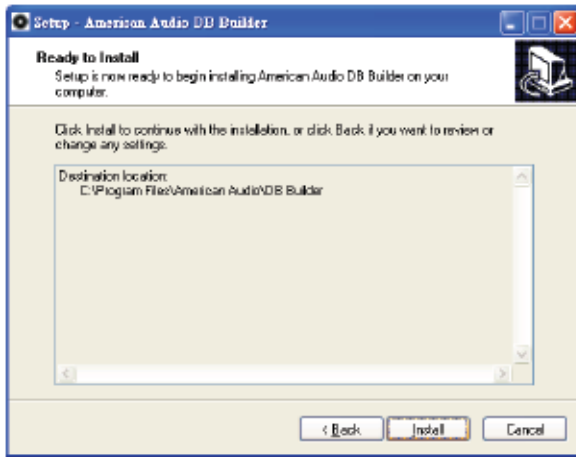 Setup - American Audio DB Builder
Ready to Install
Setup is now ready to begin installing American Audio DB Builder on your
computer.
Click Install to continue with the installation, or click Back if you want to review or
change any settings.
Destination location:
C:\Program Files\American Audio\DB Builder
< Back
Install
Cancel